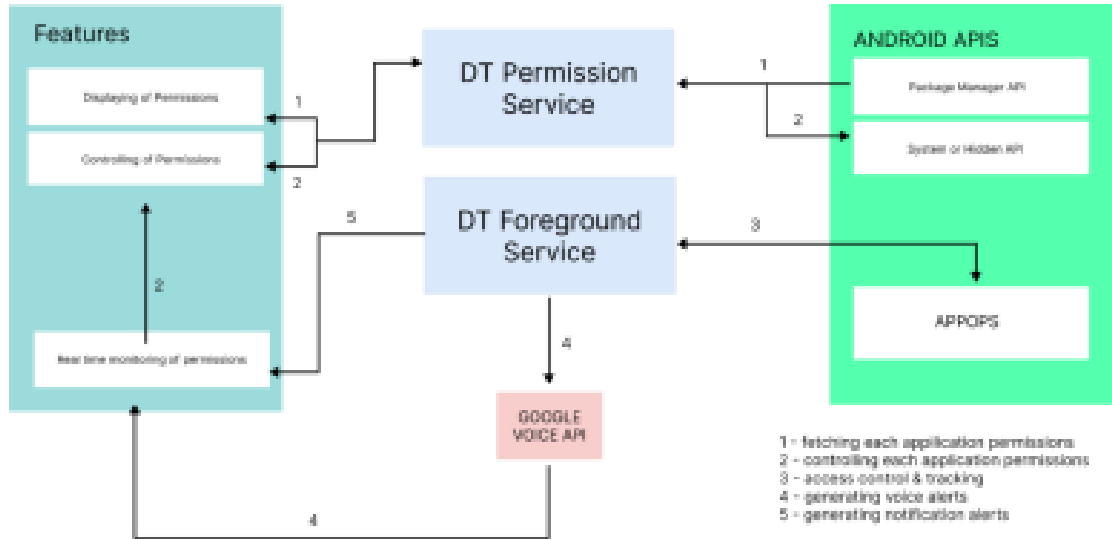 Features
Displaying of Permissions
Controlling of Permissions
Real time monitoring of permissions
1
2
2
5
4
DT Permission
Service
DT Foreground
Service
4
GOOGLE
VOICE API
1
2
3
ANDROID APIS
Package Manager API
System or Hidden API
APPOPS
1 - fetching each appilication permissions
2 - controlling each application permissions
3 - access control & tracking
4 - generating voice alerts
5 - generating notification alerts